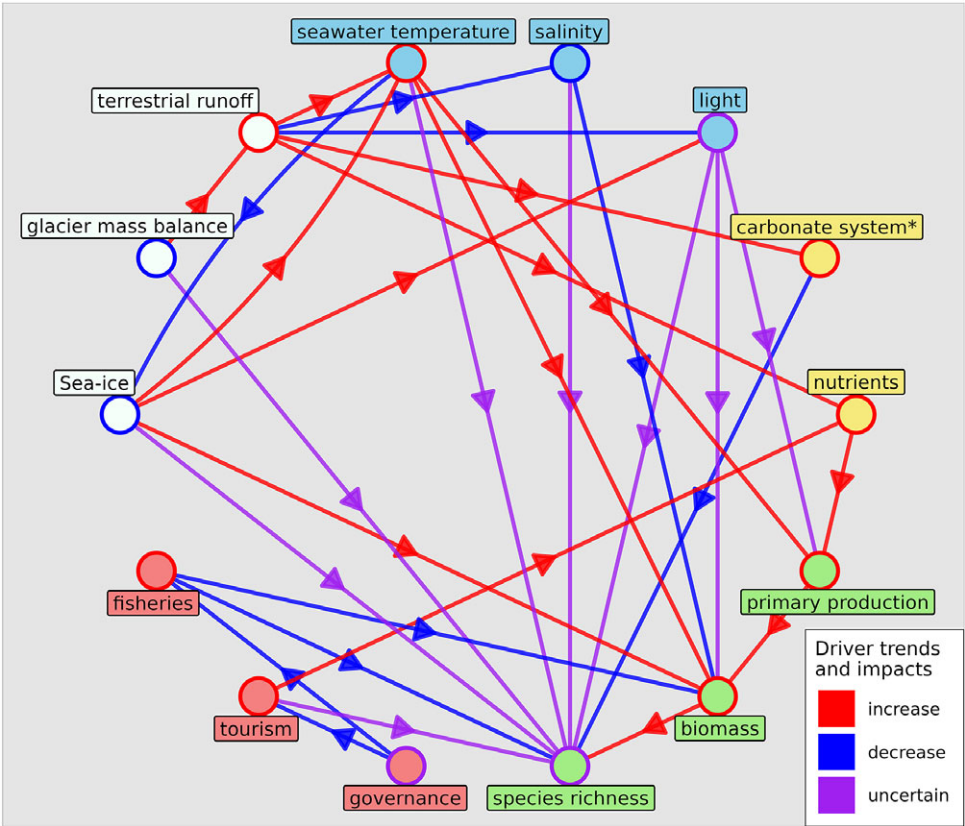 seawater temperature
salinity
terrestrial runoff
light
glacier mass balance
carbonate system*
Sea-ice
nutrients
fisheries
primary production
tourism
biomass
governance
species richness
Driver trends
and impacts
increase
decrease
uncertain